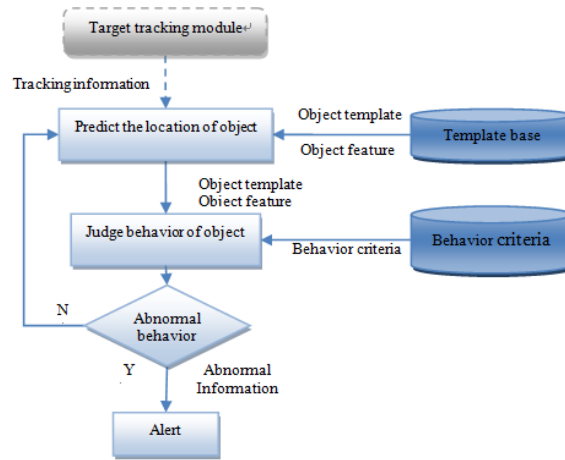 Target tracking module
Tracking information
Object template
Predict the location of object
Template base
Object feature
Object template
Object feature
Judge behavior of object
Behavior criteria
Behavior criteria
N
Abnormal
behavior
Y
Abnormal
Information
Alert